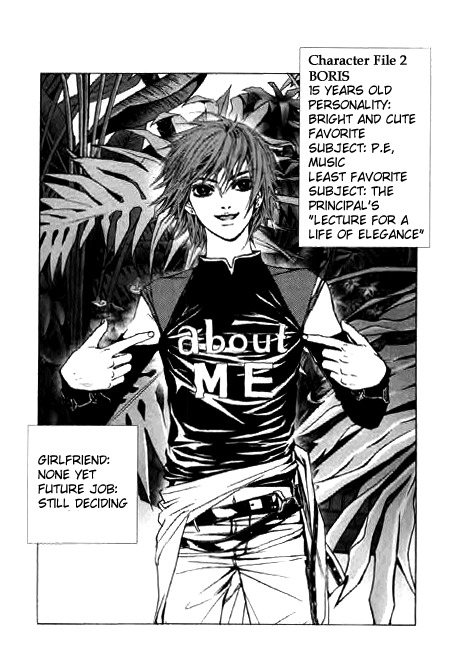 Character File 2
BORIS
15 YEARS OLD
PERSONALITY:
BRIGHT AND CUTE
FAVORITE
SUBJECT: P.E,
MUSIC
LEAST FAVORITE
SUBJECT: THE
PRINCIPAL'S
"LECTURE FOR A
LIFE OF ELEGANCE"
about
ME
GIRLFRIEND:
NONE YET
FUTURE JOB:
STILL DECIDING